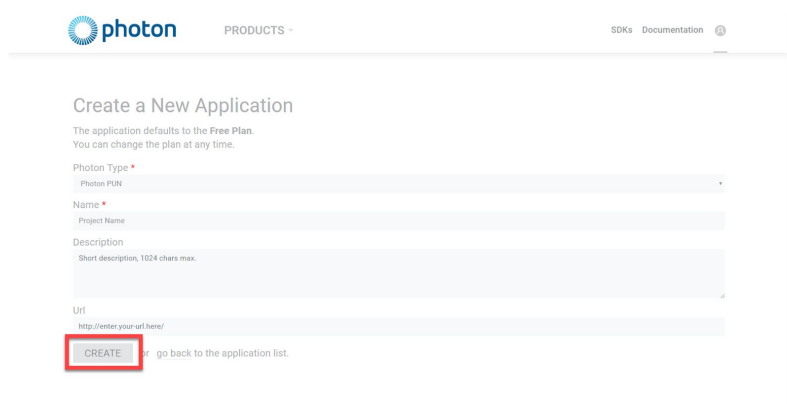 photon PRODUCTS SDKs Documentation
Create a New Application
The application defaults to the Free Plan.
You can change the plan at any time.
Photon Type *
Photon PUN
Name *
Project Name
Description
Short description, 1024 chars max.
Url
http://enter.your-url.here/
CREATE or go back to the application list.